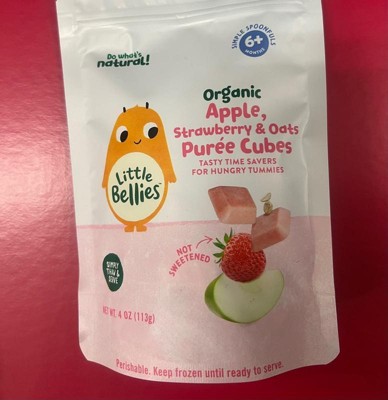 Do what's
natural!
SIMPLE SPOONFULS
6+
MONTHS
Organic
Apple,
Strawberry & Oats
Purée Cubes
TASTY TIME SAVERS
FOR HUNGRY TUMMIES
Little
Bellies
NOT
SWEETENED
SIMPLY
THAW &
SERVE
NET WT. 4 OZ (113g)
Perishable. Keep frozen until ready to serve.